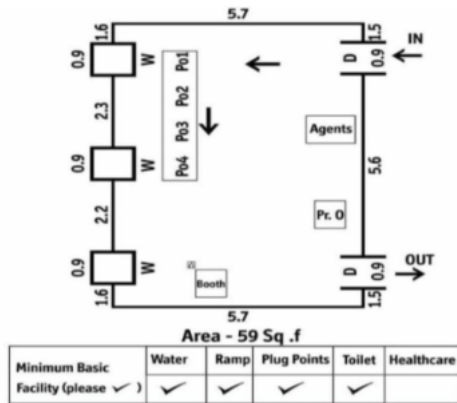 5.7
1.6 1.5 IN
0.9 W Po1 D 0.9
Po2
2.3 Po3 Agents
0.9 W Po4 5.6
2.2 Pr. O
OUT
0.9 W Booth D 0.9
1.6 1.5
5.7
Area - 59 Sq .f
Minimum Basic Facility (please ✓ ) Water Ramp Plug Points Toilet Healthcare
✓ ✓ ✓ ✓